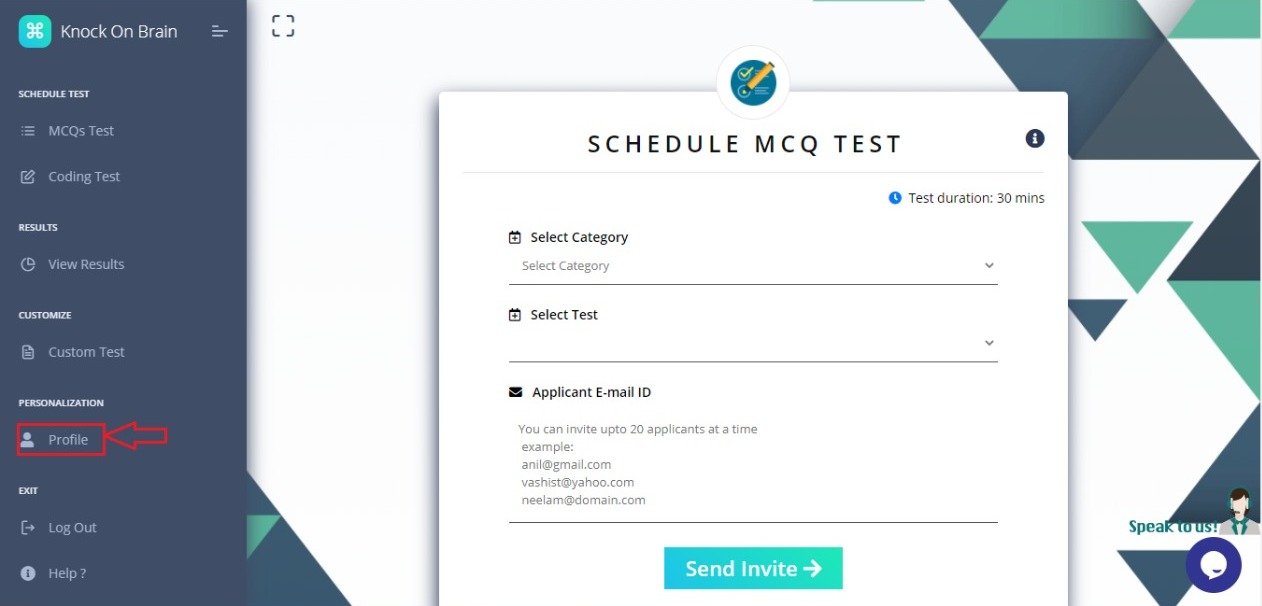 Knock On Brain
SCHEDULE TEST
MCQs Test
Coding Test
RESULTS
View Results
CUSTOMIZE
Custom Test
PERSONALIZATION
Profile
EXIT
Log Out
Help ?
SCHEDULE MCQ TEST
Test duration: 30 mins
Select Category
Select Category
Select Test
Applicant E-mail ID
You can invite upto 20 applicants at a time
example:
anil@gmail.com
vashist@yahoo.com
neelam@domain.com
Send Invite
Speak to us!